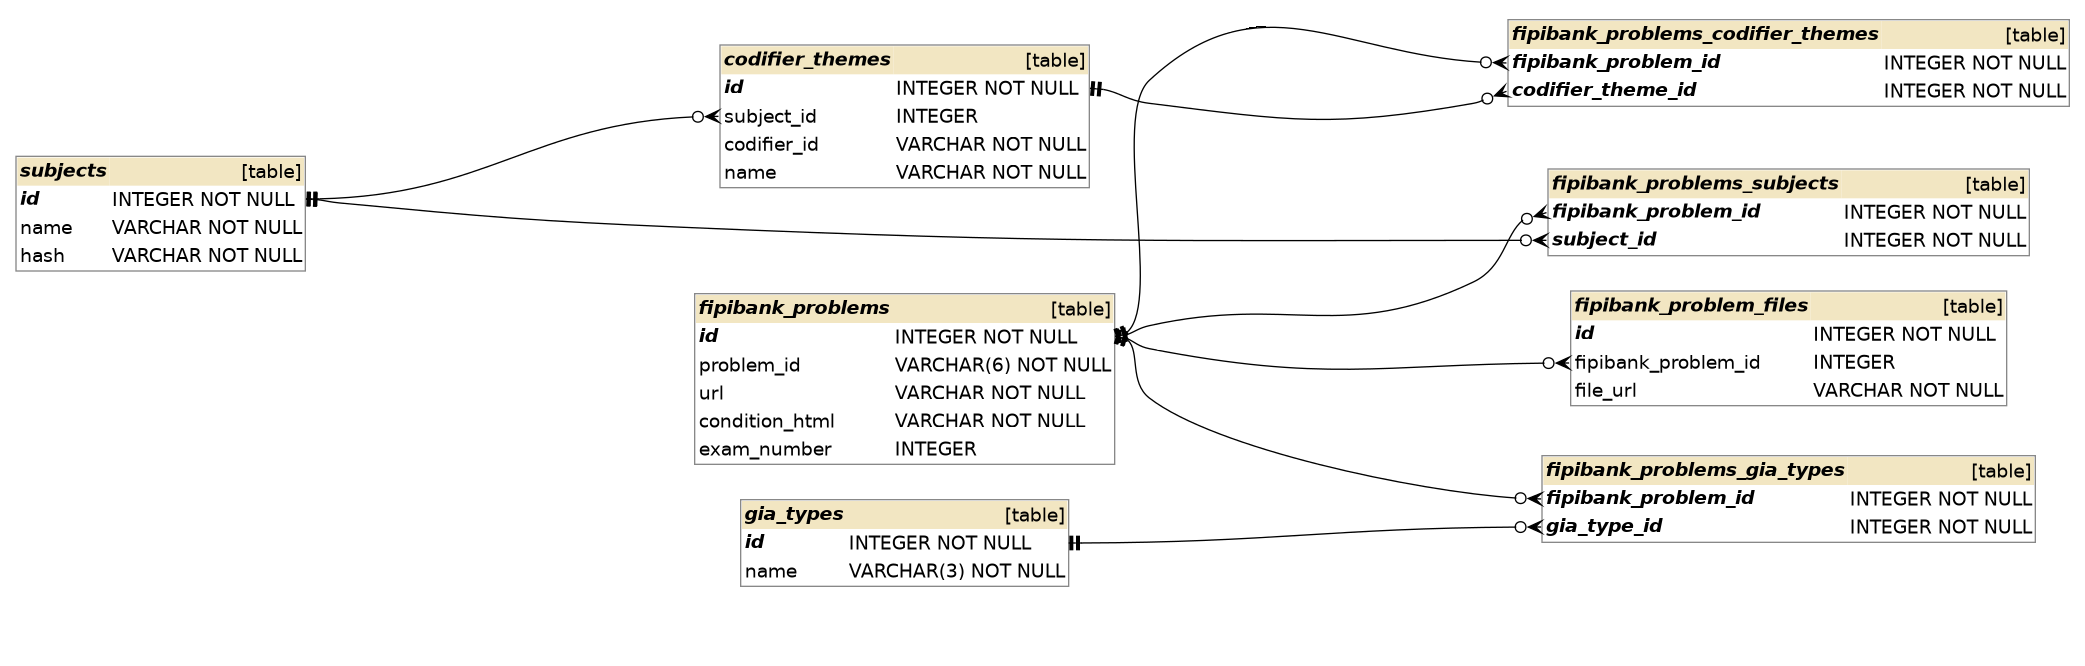 subjects [table]
id INTEGER NOT NULL
name VARCHAR NOT NULL
hash VARCHAR NOT NULL
codifier_themes [table]
id INTEGER NOT NULL
subject_id INTEGER
codifier_id VARCHAR NOT NULL
name VARCHAR NOT NULL
fipibank_problems [table]
id INTEGER NOT NULL
problem_id VARCHAR(6) NOT NULL
url VARCHAR NOT NULL
condition_html VARCHAR NOT NULL
exam_number INTEGER
gia_types [table]
id INTEGER NOT NULL
name VARCHAR(3) NOT NULL
fipibank_problems_codifier_themes [table]
fipibank_problem_id INTEGER NOT NULL
codifier_theme_id INTEGER NOT NULL
fipibank_problems_subjects [table]
fipibank_problem_id INTEGER NOT NULL
subject_id INTEGER NOT NULL
fipibank_problem_files [table]
id INTEGER NOT NULL
fipibank_problem_id INTEGER
file_url VARCHAR NOT NULL
fipibank_problems_gia_types [table]
fipibank_problem_id INTEGER NOT NULL
gia_type_id INTEGER NOT NULL